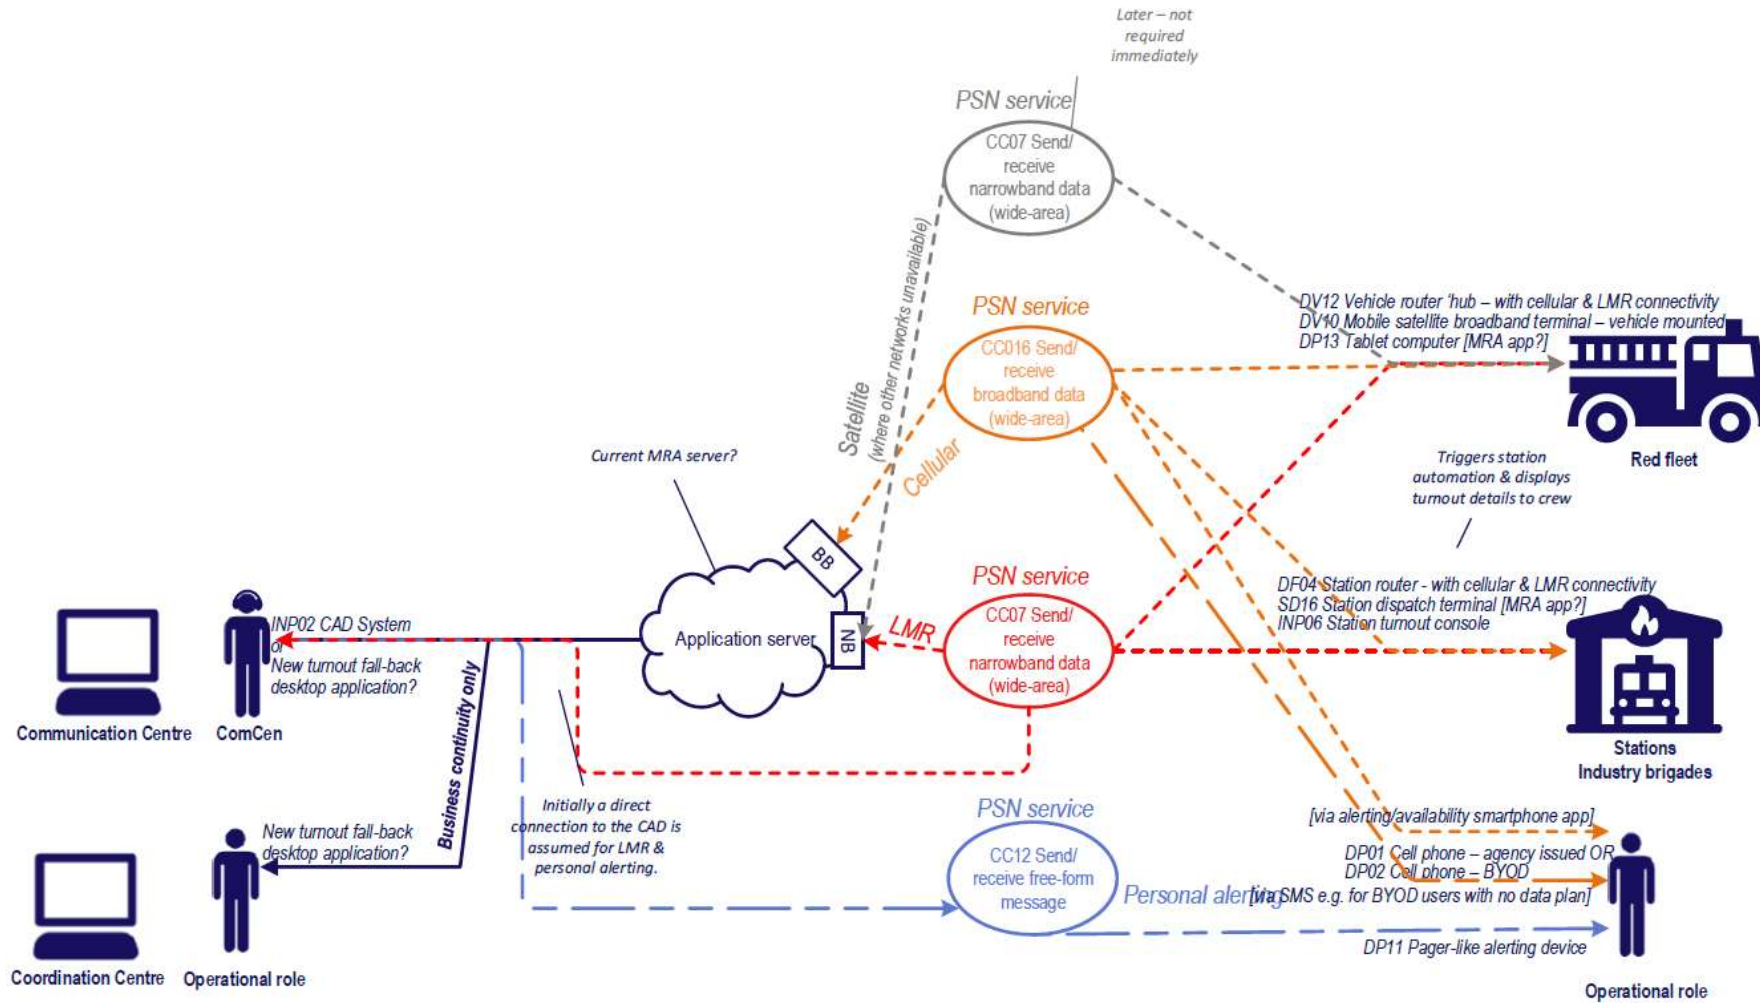 Later – not
required
immediately
PSN service
CC07 Send/
receive
narrowband data
(wide-area)
Satellite
(where other networks unavailable)
PSN service
CC016 Send/
receive
broadband data
(wide-area)
Cellular
DV12 Vehicle router ‘hub – with cellular & LMR connectivity
DV10 Mobile satellite broadband terminal – vehicle mounted
DP13 Tablet computer [MRA app?]
Red fleet
Current MRA server?
Triggers station
automation & displays
turnout details to crew
BB
NB
Application server
LMR
PSN service
CC07 Send/
receive
narrowband data
(wide-area)
DF04 Station router - with cellular & LMR connectivity
SD16 Station dispatch terminal [MRA app?]
INP06 Station turnout console
Stations
Industry brigades
INP02 CAD System
or
New turnout fall-back
desktop application?
Communication Centre
ComCen
Business continuity only
Initially a direct
connection to the CAD is
assumed for LMR &
personal alerting.
New turnout fall-back
desktop application?
Coordination Centre
Operational role
PSN service
CC12 Send/
receive free-form
message
Personal alerting
[via alerting/availability smartphone app]
DP01 Cell phone – agency issued OR
DP02 Cell phone – BYOD
[via SMS e.g. for BYOD users with no data plan]
DP11 Pager-like alerting device
Operational role